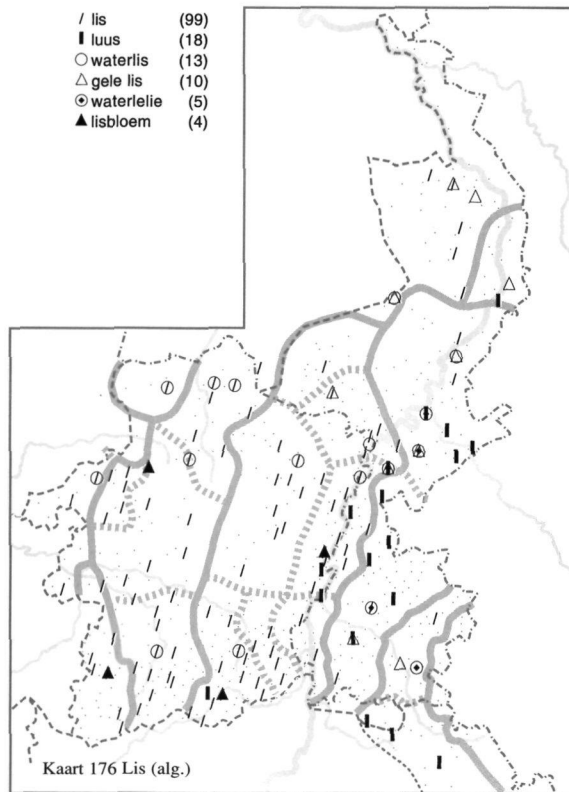 lis (99)
luus (18)
waterlis (13)
gele lis (10)
waterlelie (5)
lisbloem (4)
Kaart 176 Lis (alg.)